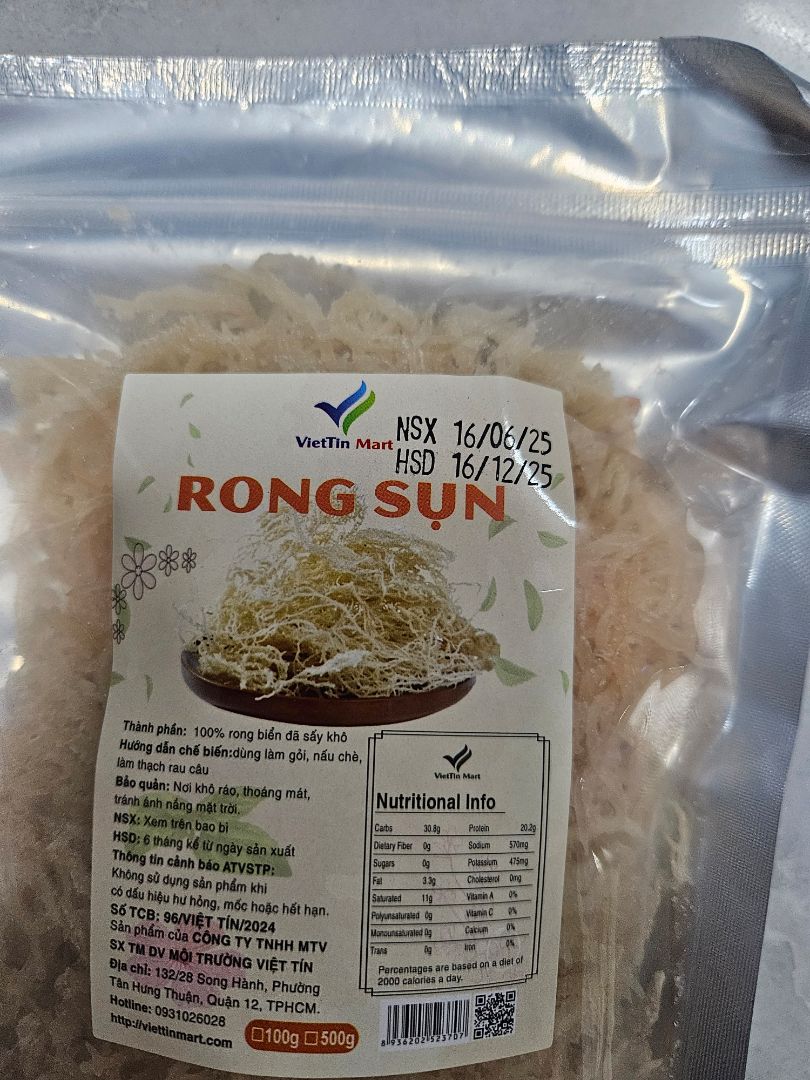 VietTin Mart
NSX 16/06/25
HSD 16/12/25
RONG SỤN
Thành phần: 100% rong biển đã sấy khô
Hướng dẫn chế biến:dùng làm gỏi, nấu chè,
làm thạch rau câu
Bảo quản: Nơi khô ráo, thoáng mát,
tránh ánh nắng mặt trời.
NSX: Xem trên bao bì
HSD: 6 tháng kể từ ngày sản xuất
Thông tin cảnh báo ATVSTP:
Không sử dụng sản phẩm khi
có dấu hiệu hư hỏng, mốc hoặc hết hạn.
Số TCB: 96/VIỆT TÍN/2024
Sản phẩm của CÔNG TY TNHH MTV
SX TM DV MÔI TRƯỜNG VIỆT TÍN
Địa chỉ: 132/28 Song Hành, Phường
Tân Hưng Thuận, Quận 12, TPHCM.
Hotline: 0931026028
http://viettinmart.com
100g 500g
VietTin Mart
Nutritional Info
Carbs 30.8g Protein 20.2g
Dietary Fiber 0g Sodium 570mg
Sugars 0g Potassium 475mg
Fat 3.3g Cholesterol 0mg
Saturated 11g Vitamin A 0%
Polyunsaturated 0g Vitamin C 0%
Monounsaturated 0g Calcium 0%
Trans 0g Iron 0%
Percentages are based on a diet of
2000 calories a day.
8 936202 523707